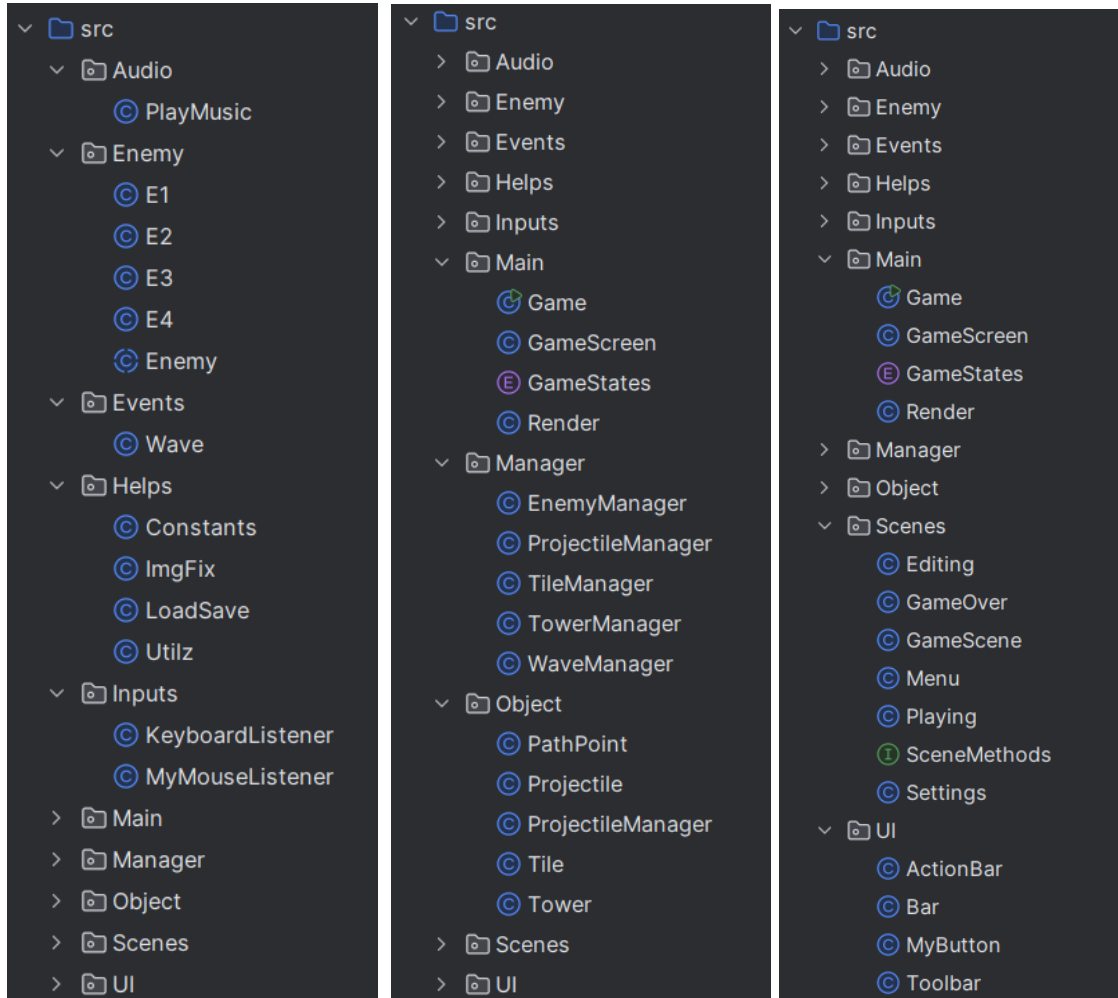 src
Audio
PlayMusic
Enemy
E1
E2
E3
E4
Enemy
Events
Wave
Helps
Constants
ImgFix
LoadSave
Utilz
Inputs
KeyboardListener
MyMouseListener
Main
Manager
Object
Scenes
UI
src
Audio
Enemy
Events
Helps
Inputs
Main
Game
GameScreen
GameStates
Render
Manager
EnemyManager
ProjectileManager
TileManager
TowerManager
WaveManager
Object
PathPoint
Projectile
ProjectileManager
Tile
Tower
Scenes
UI
src
Audio
Enemy
Events
Helps
Inputs
Main
Game
GameScreen
GameStates
Render
Manager
Object
Scenes
Editing
GameOver
GameScene
Menu
Playing
SceneMethods
Settings
UI
ActionBar
Bar
MyButton
Toolbar